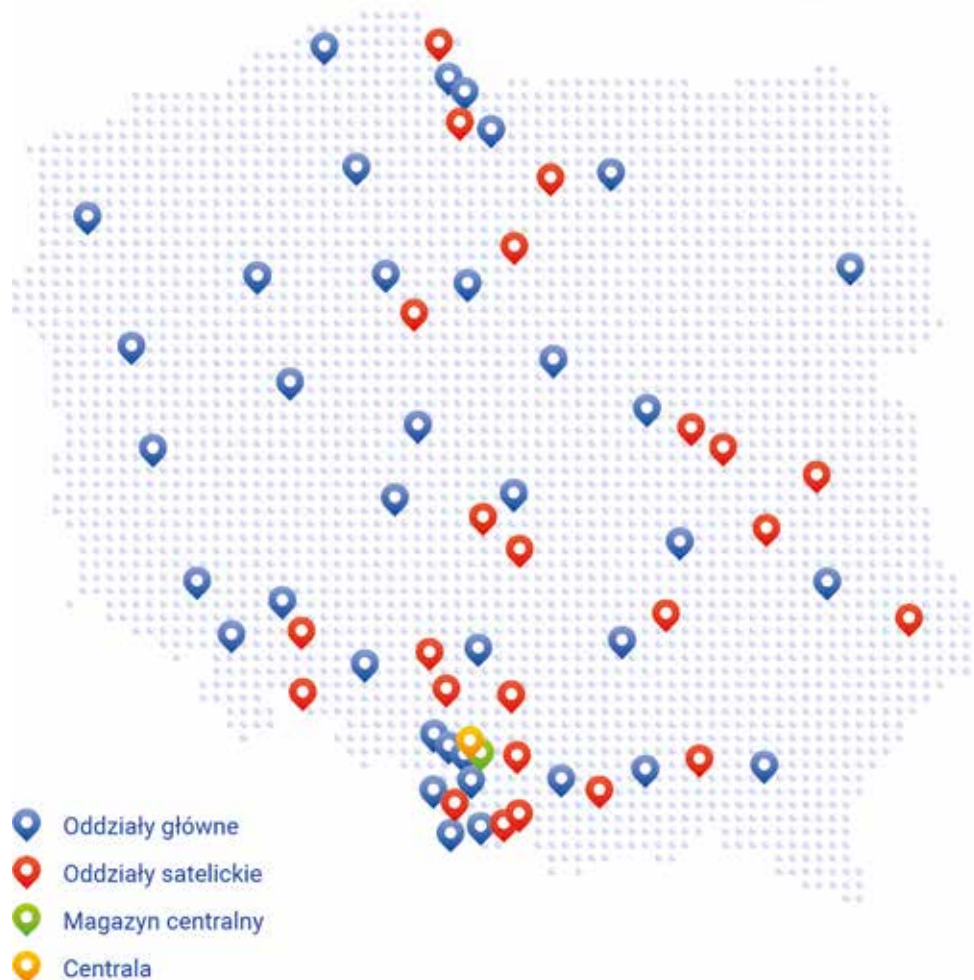 Oddziały główne
Oddziały satelickie
Magazyn centralny
Centrala